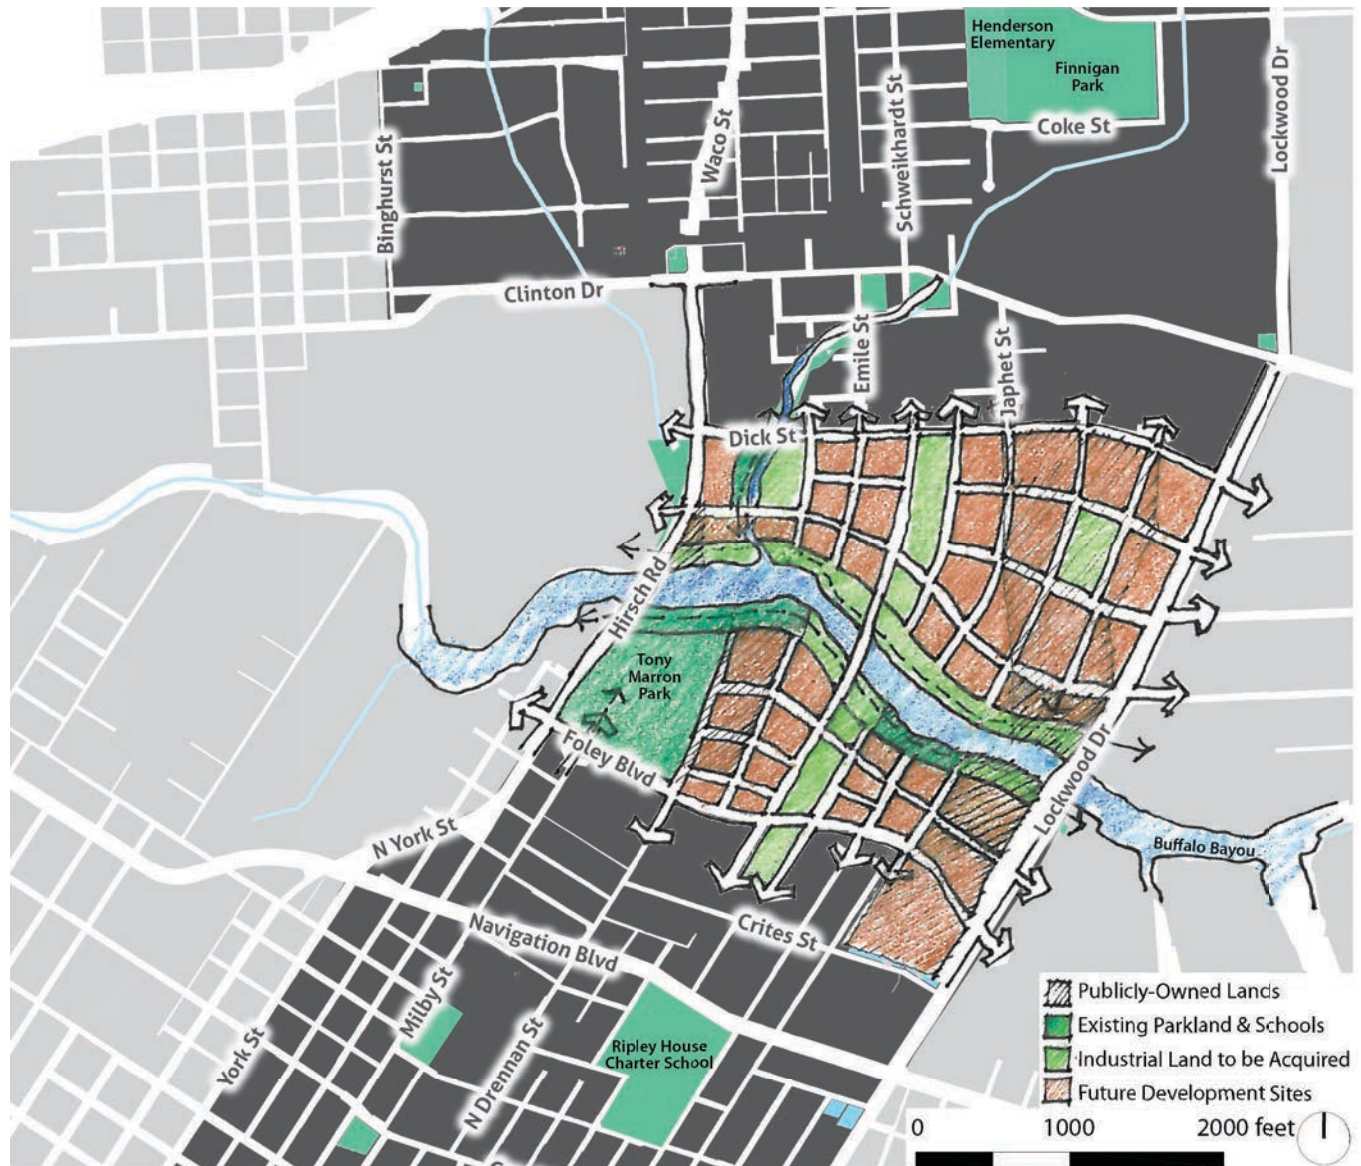 Henderson
Elementary
Finnigan
Park
Coke St
Lockwood Dr
Waco St
Schweikhardt St
Binghurst St
Clinton Dr
Emile St
Japhet St
Dick St
Hirsch Rd
Tony
Marron
Park
Foley Blvd
Lockwood Dr
Buffalo Bayou
N York St
Navigation Blvd
Crites St
Milby St
York St
N Drennan St
Ripley House
Charter School
Publicly-Owned Lands
Existing Parkland & Schools
Industrial Land to be Acquired
Future Development Sites
0 1000 2000 feet